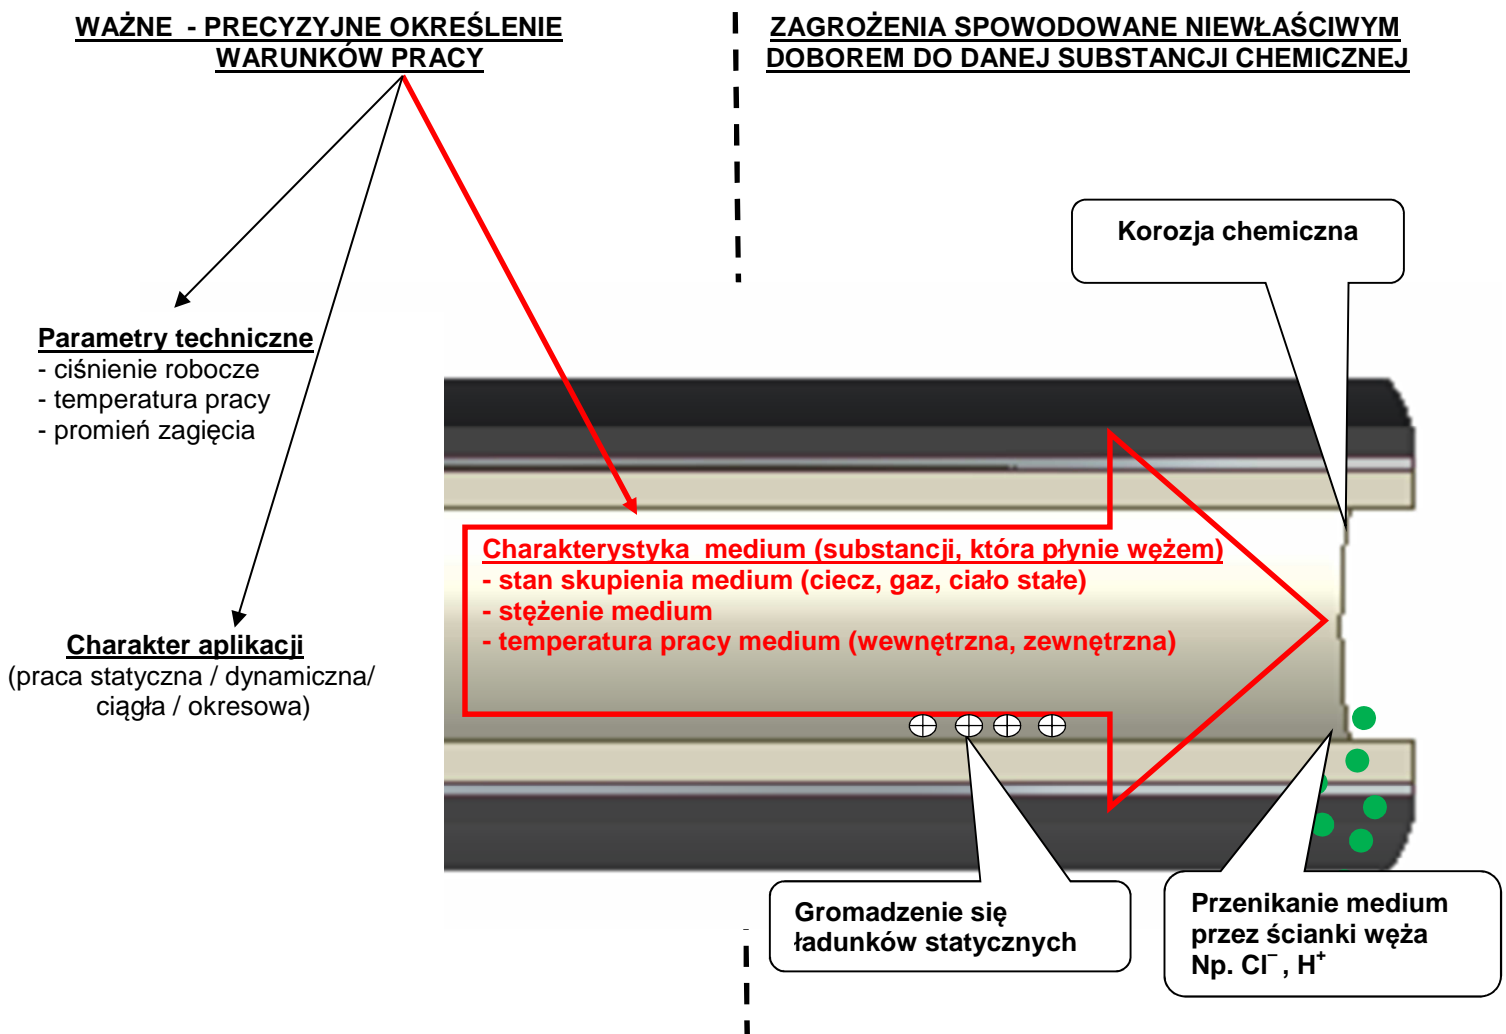 WAŻNE - PRECYZYJNE OKREŚLENIE
WARUNKÓW PRACY
ZAGROŻENIA SPOWODOWANE NIEWŁAŚCIWYM
DOBOREM DO DANEJ SUBSTANCJI CHEMICZNEJ
Korozja chemiczna
Parametry techniczne
- ciśnienie robocze
- temperatura pracy
- promień zagięcia
Charakterystyka medium (substancji, która płynie wężem)
- stan skupienia medium (ciecz, gaz, ciało stałe)
- stężenie medium
- temperatura pracy medium (wewnętrzna, zewnętrzna)
Charakter aplikacji
(praca statyczna / dynamiczna/
ciągła / okresowa)
Gromadzenie się
ładunków statycznych
Przenikanie medium
przez ścianki węża
Np. Cl⁻ , H⁺